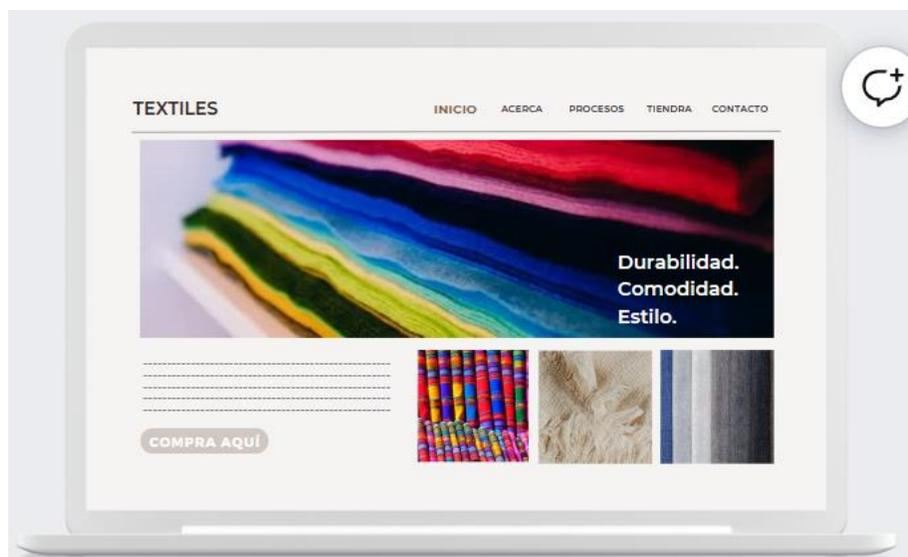 TEXTILES
INICIO ACERCA PROCESOS TIENDRA CONTACTO
Durabilidad.
Comodidad.
Estilo.
COMPRA AQUÍ